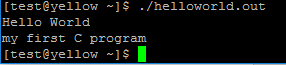 [test@yellow ~]$ ./helloworld.out
Hello World
my first C program
[test@yellow ~]$